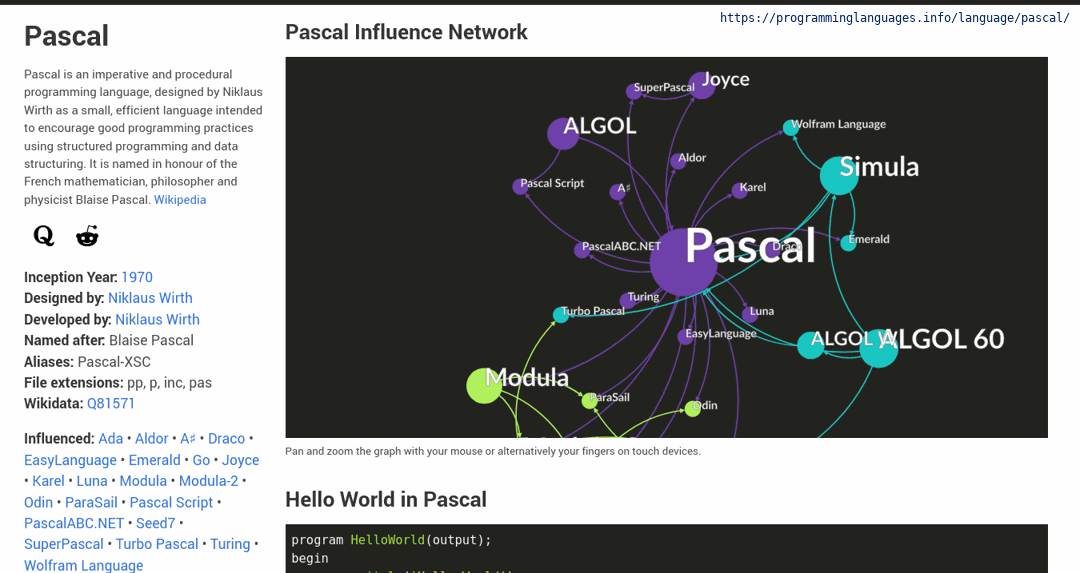 https://programminglanguages.info/language/pascal/
Pascal
Pascal is an imperative and procedural
programming language, designed by Niklaus
Wirth as a small, efficient language intended
to encourage good programming practices
using structured programming and data
structuring. It is named in honour of the
French mathematician, philosopher and
physicist Blaise Pascal. Wikipedia
Inception Year: 1970
Designed by: Niklaus Wirth
Developed by: Niklaus Wirth
Named after: Blaise Pascal
Aliases: Pascal-XSC
File extensions: pp, p, inc, pas
Wikidata: Q81571
Influenced: Ada • Aldor • A♯ • Draco •
EasyLanguage • Emerald • Go • Joyce
• Karel • Luna • Modula • Modula-2 •
Odin • ParaSail • Pascal Script •
PascalABC.NET • Seed7 •
SuperPascal • Turbo Pascal • Turing •
Wolfram Language
Pascal Influence Network
Joyce
SuperPascal
ALGOL
Wolfram Language
Aldor
Simula
Pascal Script
A♯
Karel
Pascal
Draco
Emerald
PascalABC.NET
Turing
Turbo Pascal
Luna
EasyLanguage
ALGOL W
ALGOL 60
Modula
ParaSail
Odin
Pan and zoom the graph with your mouse or alternatively your fingers on touch devices.
Hello World in Pascal
program HelloWorld(output);
begin